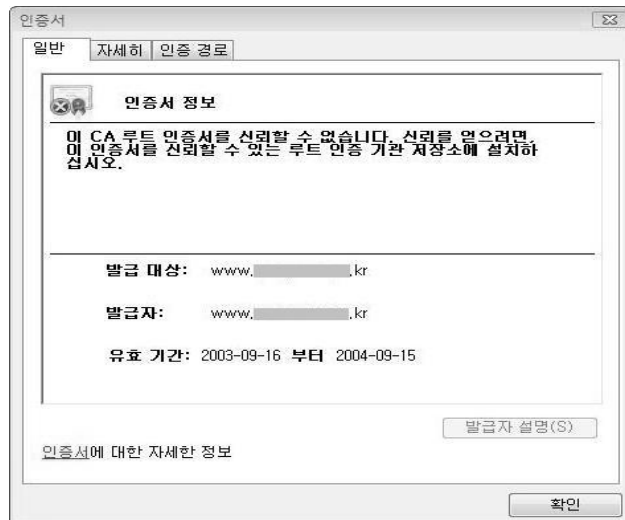 인증서
일반 자세히 인증 경로
인증서 정보
이 CA 루트 인증서를 신뢰할 수 없습니다. 신뢰를 얻으려면,
이 인증서를 신뢰할 수 있는 루트 인증 기관 저장소에 설치하
십시오.
발급 대상: www. .kr
발급자: www. .kr
유효 기간: 2003-09-16 부터 2004-09-15
발급자 설명(S)
인증서에 대한 자세한 정보
확인